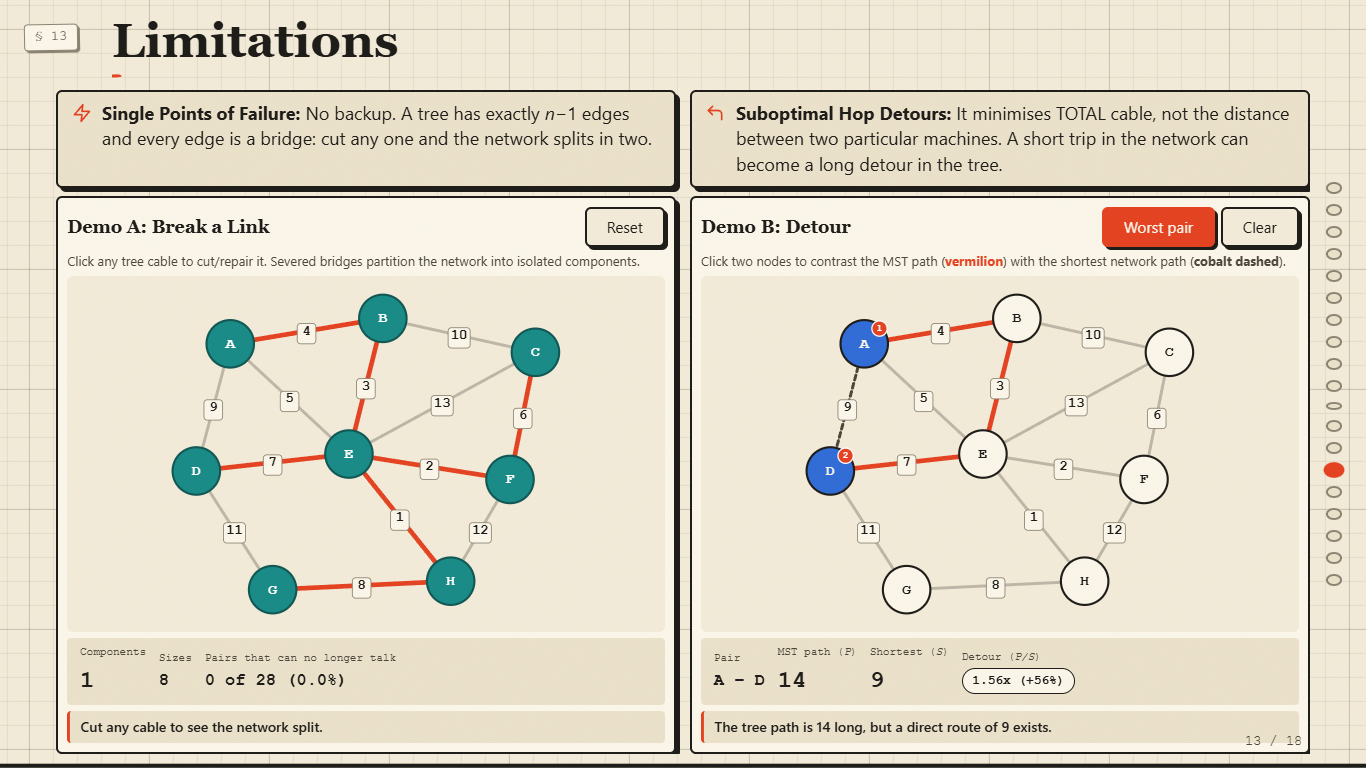 § 13
Limitations
Single Points of Failure: No backup. A tree has exactly n−1 edges
and every edge is a bridge: cut any one and the network splits in two.
Suboptimal Hop Detours: It minimises TOTAL cable, not the distance
between two particular machines. A short trip in the network can
become a long detour in the tree.
Demo A: Break a Link
Reset
Click any tree cable to cut/repair it. Severed bridges partition the network into isolated components.
B
4
10
A
C
3
5
13
9
6
E
D
7
2
F
1
11
12
H
G
8
Components
Sizes
Pairs that can no longer talk
1
8
0 of 28 (0.0%)
Cut any cable to see the network split.
Demo B: Detour
Worst pair
Clear
Click two nodes to contrast the MST path (vermilion) with the shortest network path (cobalt dashed).
B
1
4
10
A
C
3
5
13
9
6
E
2
D
7
2
F
1
11
12
H
G
8
Pair
MST path (P)
Shortest (S)
Detour (P/S)
A – D
14
9
1.56x (+56%)
The tree path is 14 long, but a direct route of 9 exists.
13 / 18